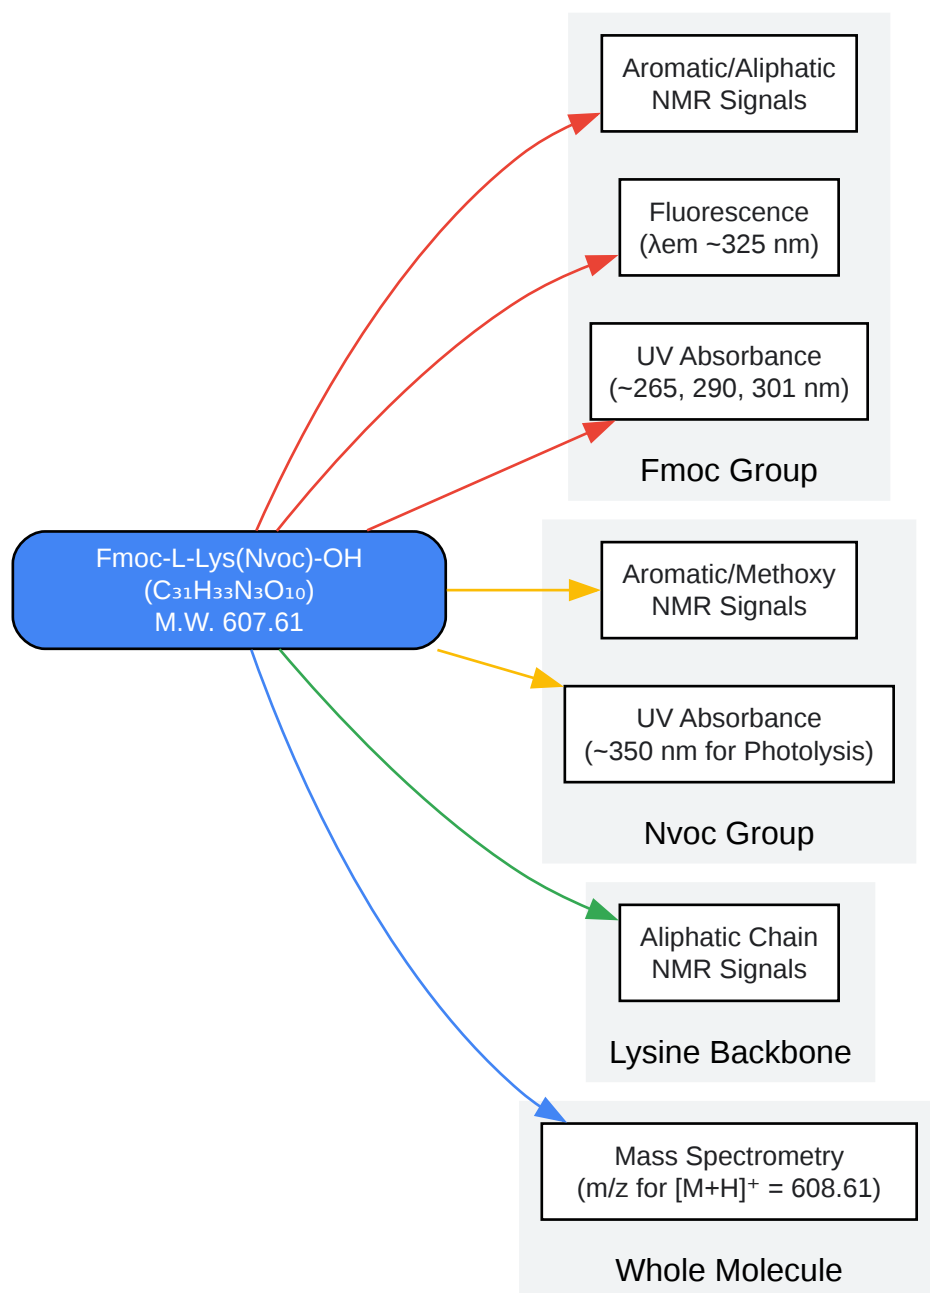 Aromatic/Aliphatic
NMR Signals
Fluorescence
(λem ~325 nm)
UV Absorbance
(~265, 290, 301 nm)
Fmoc Group
Fmoc-L-Lys(Nvoc)-OH
(C₃₁H₃₃N₃O₁₀)
M.W. 607.61
Aromatic/Methoxy
NMR Signals
UV Absorbance
(~350 nm for Photolysis)
Nvoc Group
Aliphatic Chain
NMR Signals
Lysine Backbone
Mass Spectrometry
(m/z for [M+H]⁺ = 608.61)
Whole Molecule